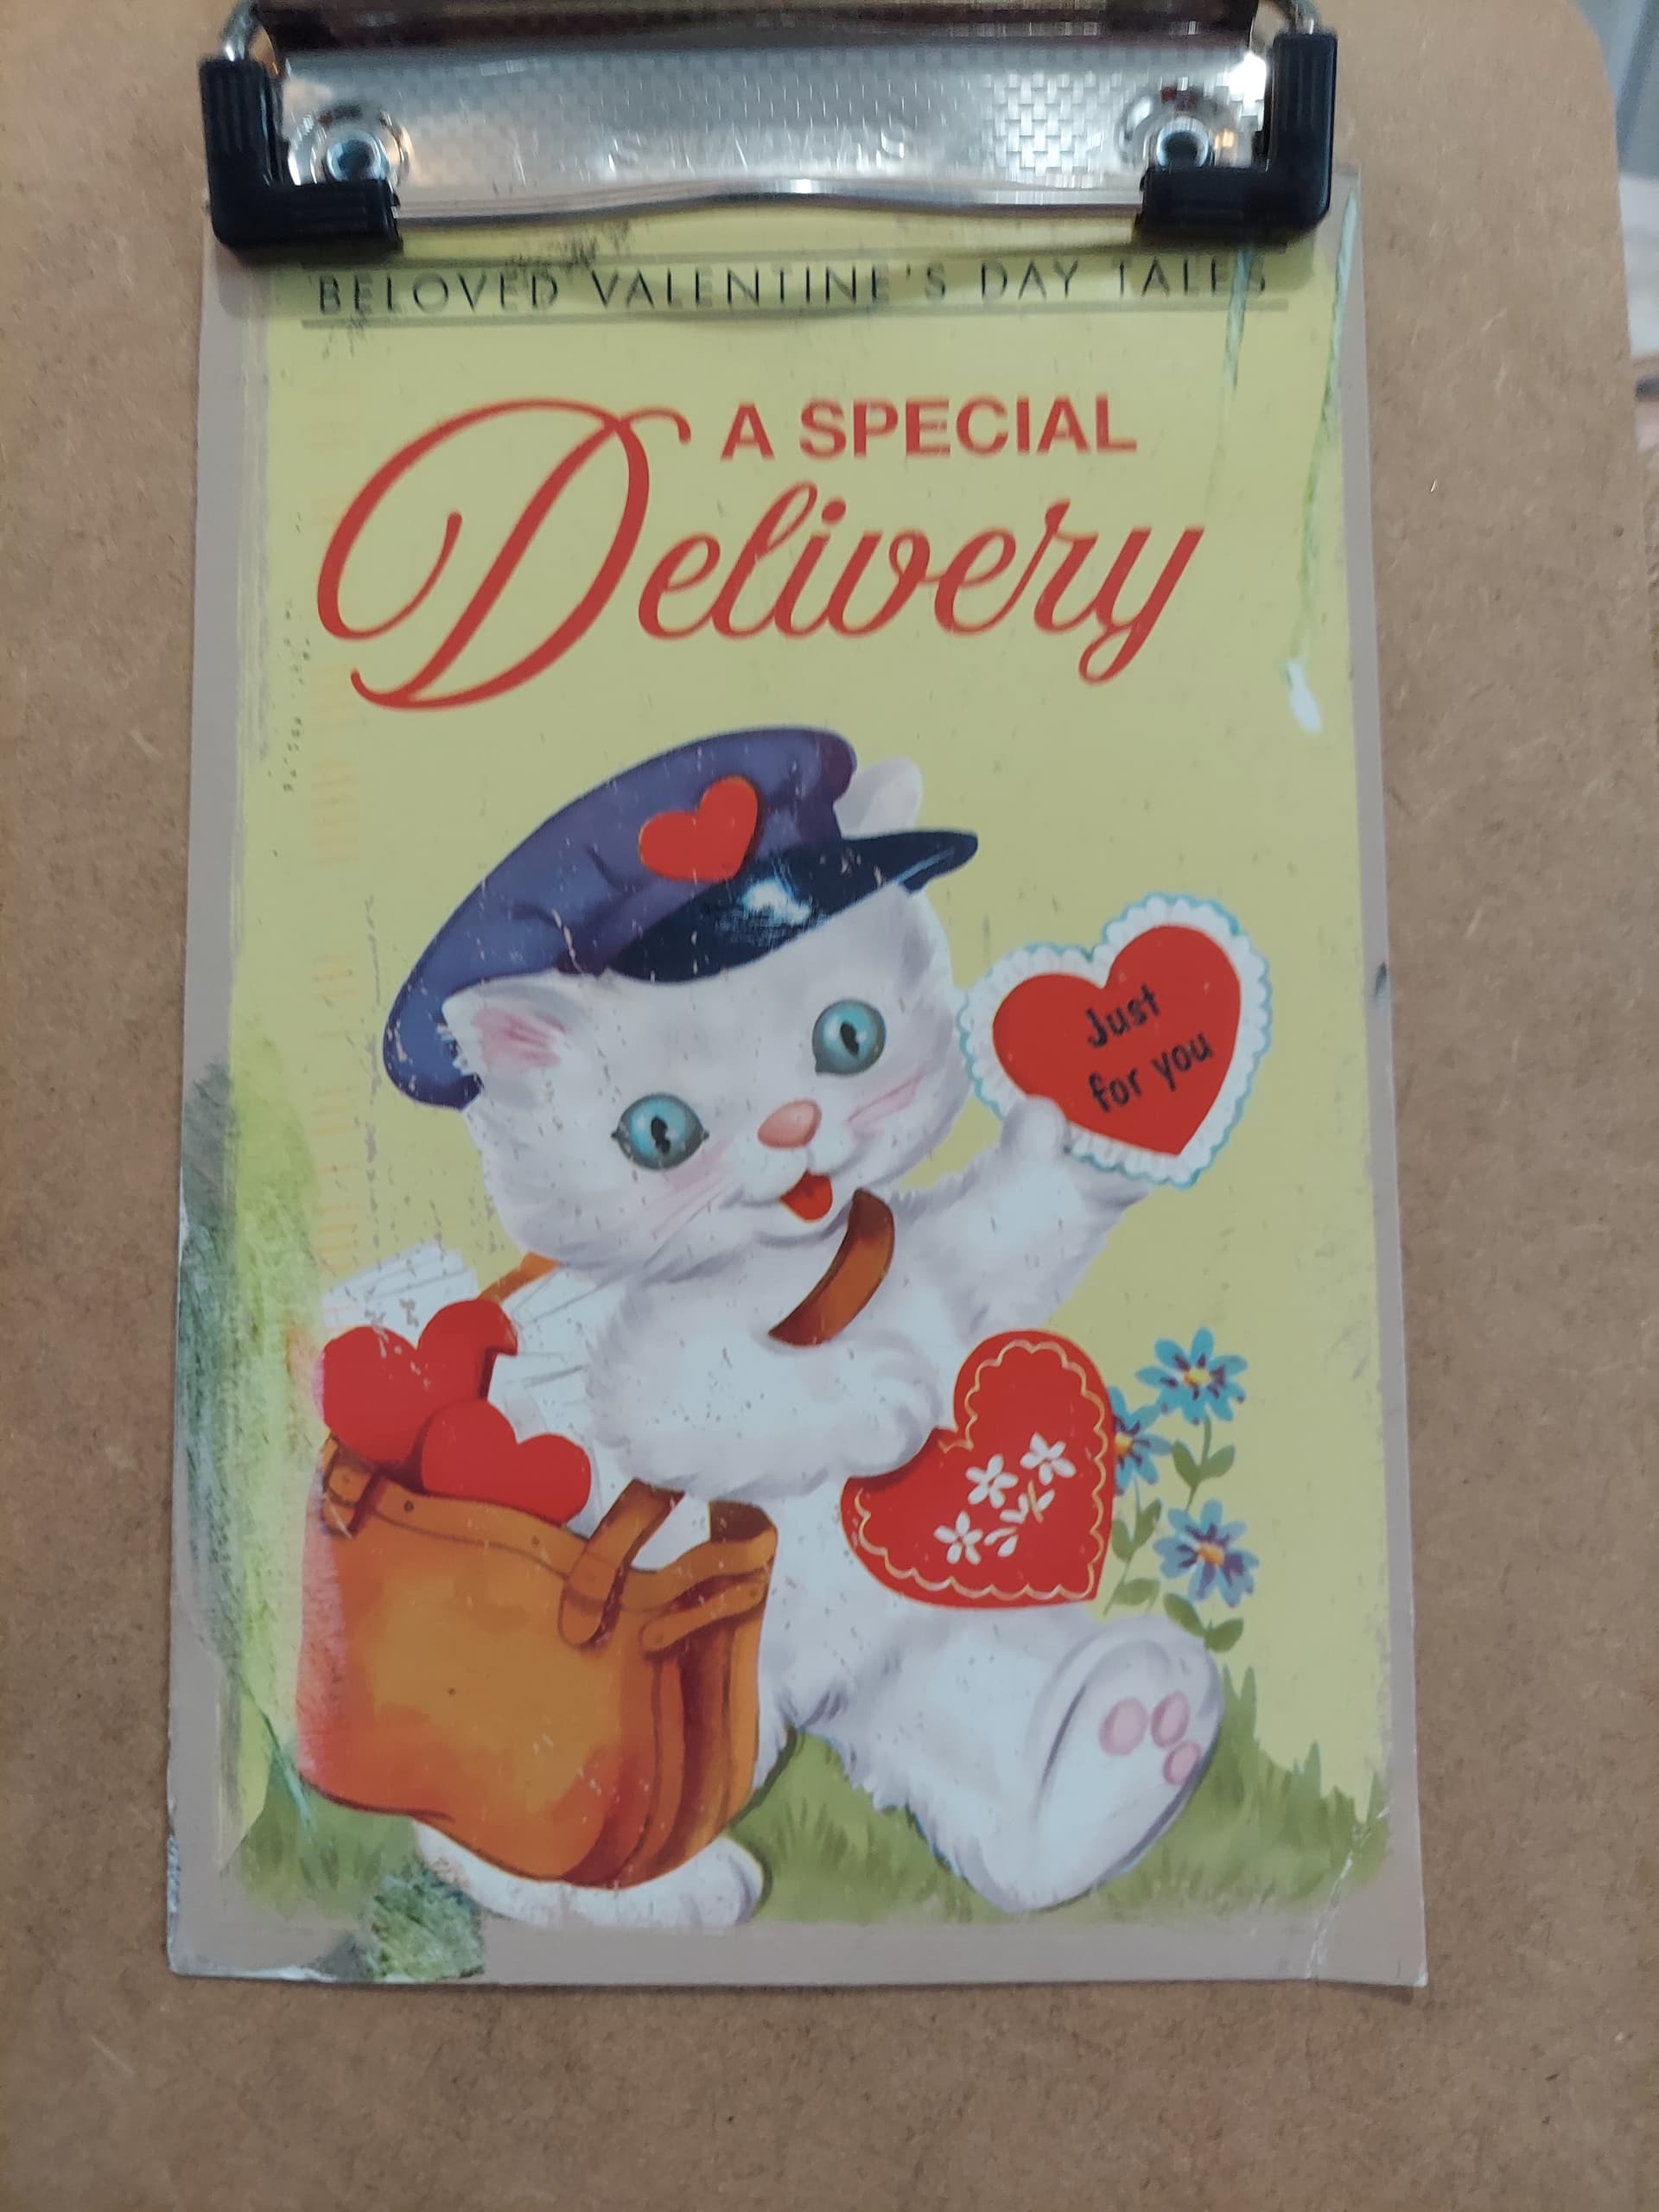 BELOVED VALENTINE'S DAY TALES
A SPECIAL
Delivery
Just
for you